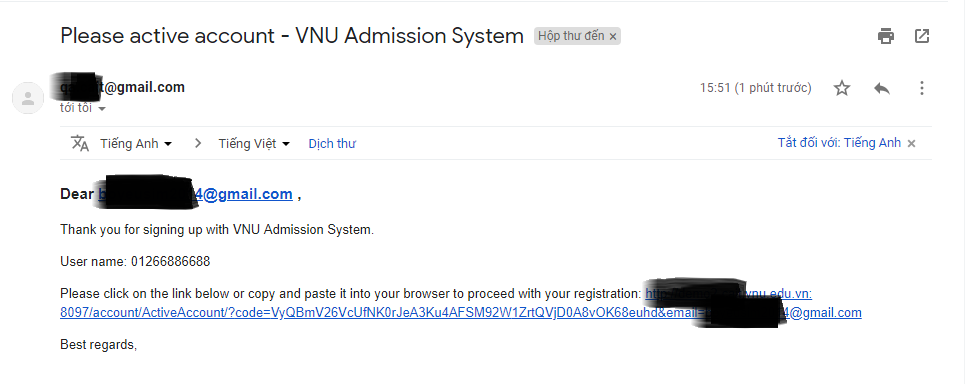 Please active account - VNU Admission System Hộp thư đến ×
@gmail.com 15:51 (1 phút trước)
tới tôi
Tiếng Anh > Tiếng Việt Dịch thư Tắt đối với: Tiếng Anh ×
Dear 4@gmail.com ,
Thank you for signing up with VNU Admission System.
User name: 01266886688
Please click on the link below or copy and paste it into your browser to proceed with your registration: vnu.edu.vn:
8097/account/ActiveAccount/?code=VyQBmV26VcUfNK0rJeA3Ku4AFSM92W1ZrtQVjD0A8vOK68euhd&email= 4@gmail.com
Best regards,